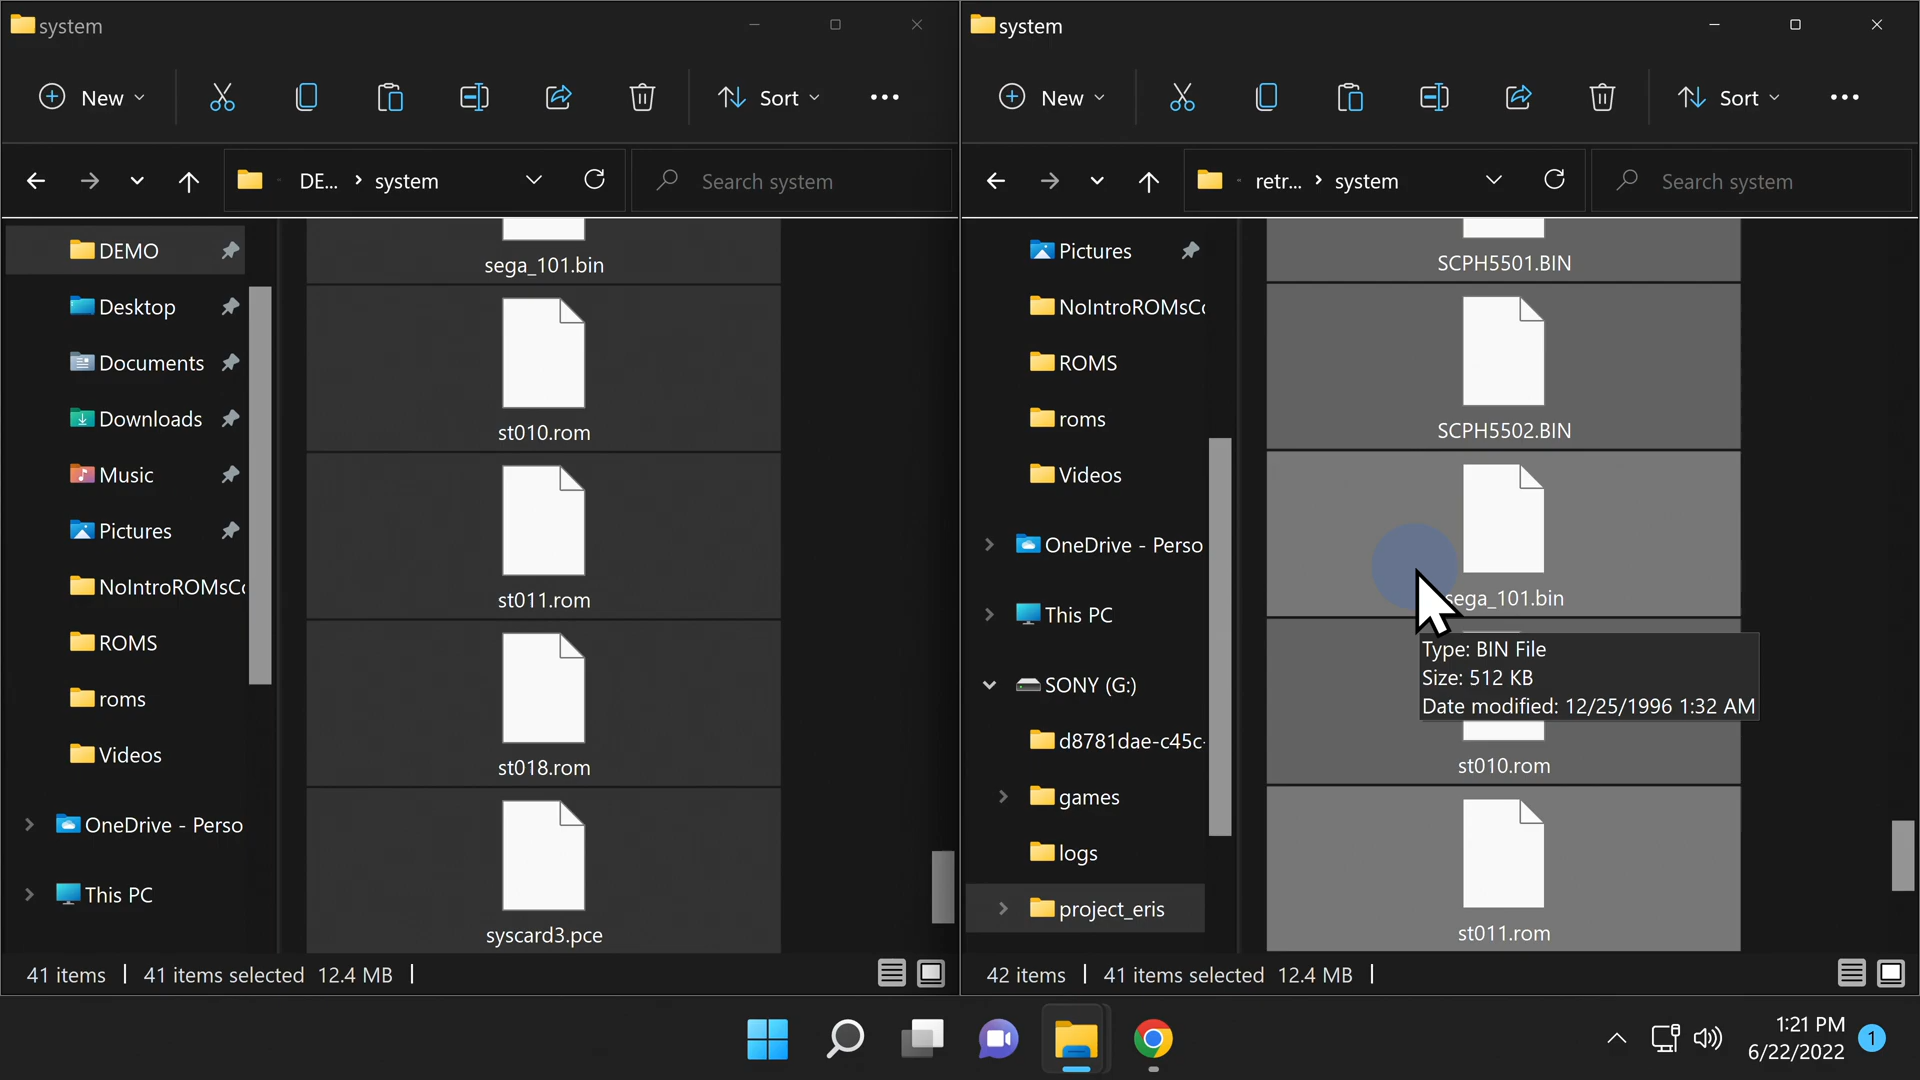 system
New
Sort
DE... > system
Search system
DEMO
Desktop
Documents
Downloads
Music
Pictures
NoIntroROMsCo
ROMS
roms
Videos
OneDrive - Perso
This PC
sega_101.bin
st010.rom
st011.rom
st018.rom
syscard3.pce
41 items | 41 items selected 12.4 MB |
system
New
Sort
retr... > system
Search system
Pictures
NoIntroROMsCo
ROMS
roms
Videos
OneDrive - Perso
This PC
SONY (G:)
d8781dae-c45c-
games
logs
project_eris
SCPH5501.BIN
SCPH5502.BIN
sega_101.bin
Type: BIN File
Size: 512 KB
Date modified: 12/25/1996 1:32 AM
st010.rom
st011.rom
42 items | 41 items selected 12.4 MB |
1:21 PM
6/22/2022
1